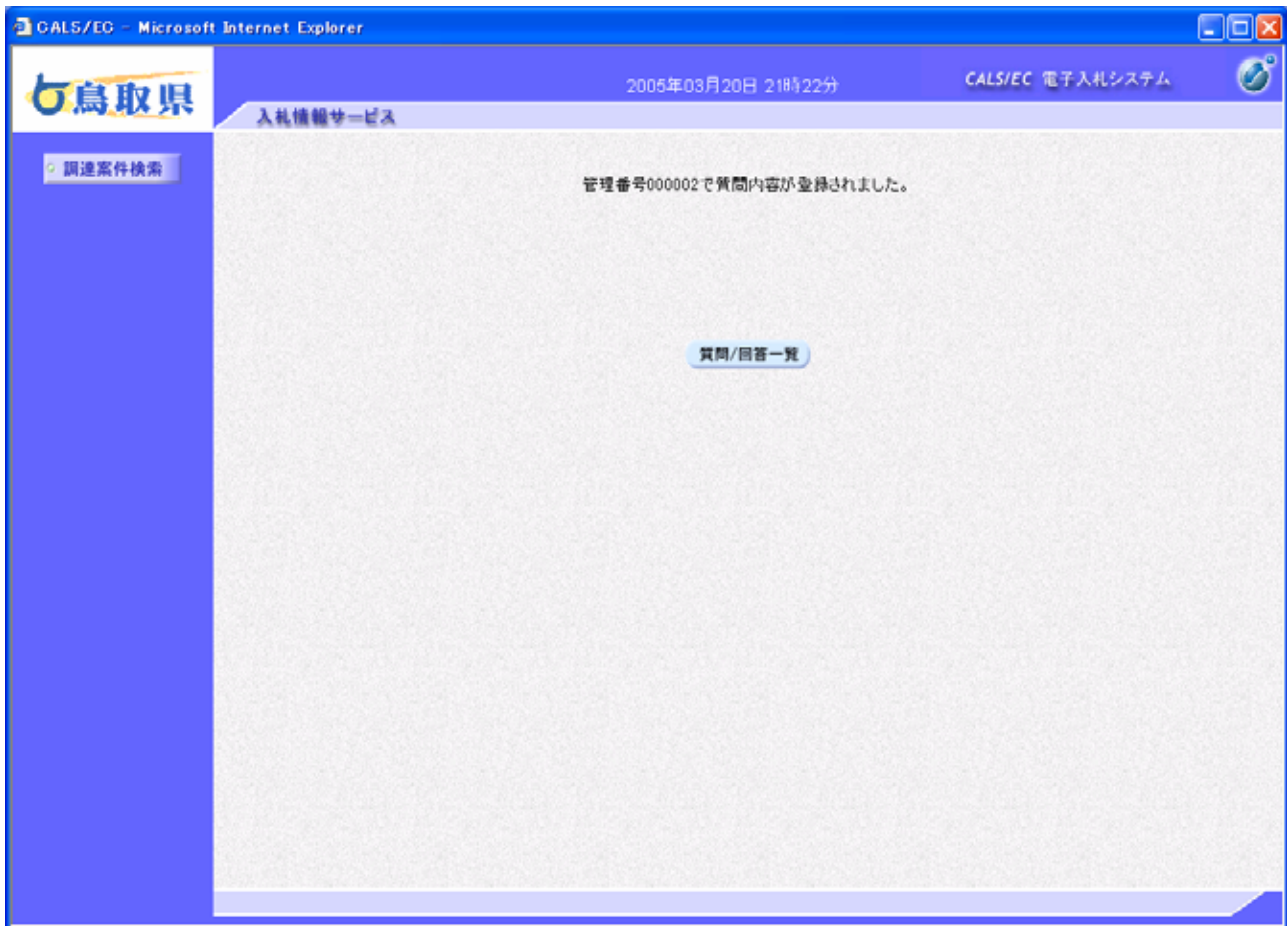 CALS/EC - Microsoft Internet Explorer
鳥取県
2005年03月20日 21時22分
CALS/EC 電子入札システム
入札情報サービス
調達案件検索
管理番号000002で質問内容が登録されました。
質問/回答一覧